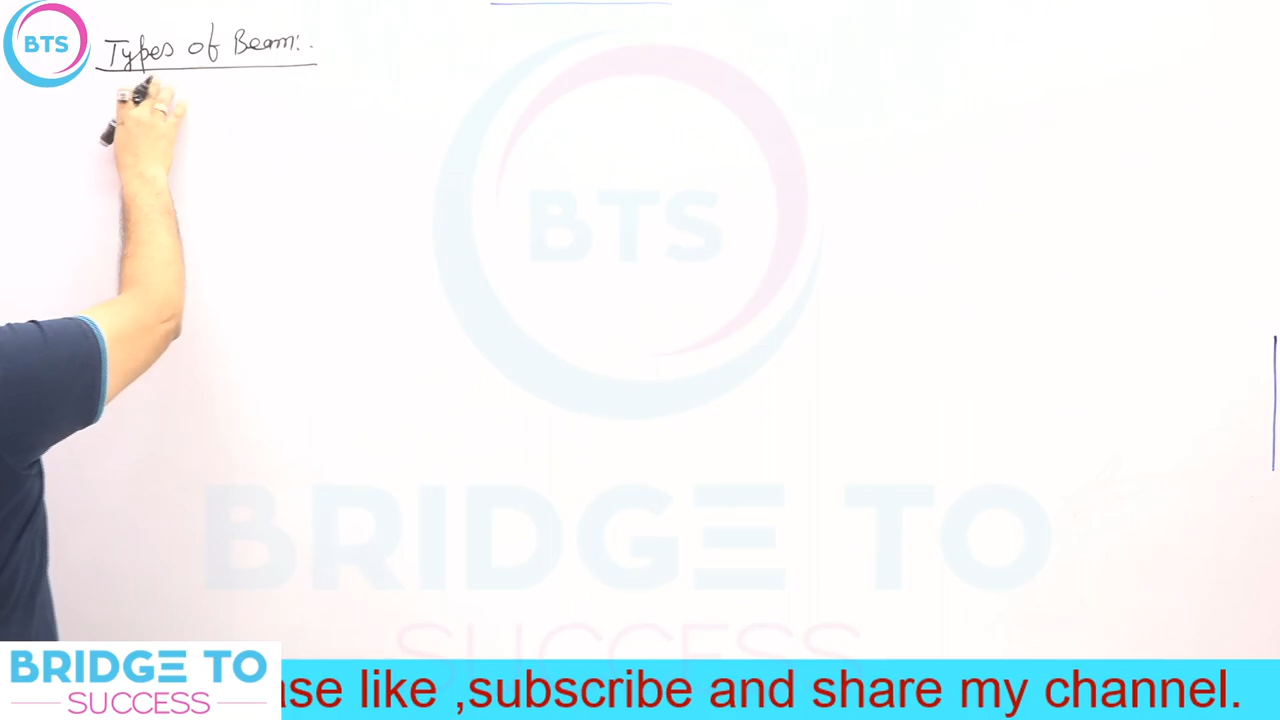 BTS
Types of Beam:.
BTS
BRIDGE TO
SUCCESS
BRIDGE TO
SUCCESS
ase like ,subscribe and share my channel.